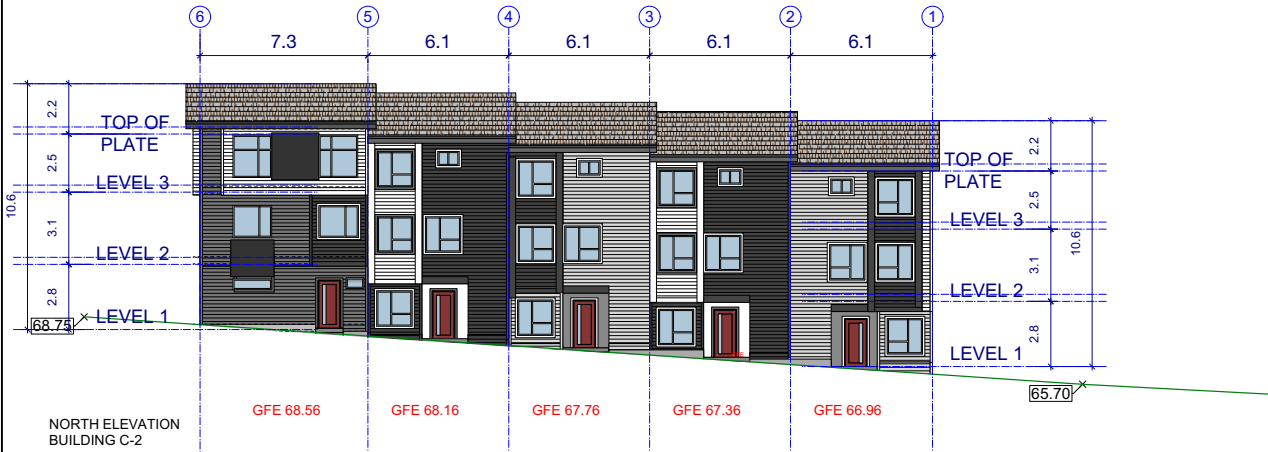 6 5 4 3 2 1
7.3 6.1 6.1 6.1 6.1
2.2
TOP OF
PLATE
2.5
LEVEL 3
10.6
3.1
LEVEL 2
2.8
LEVEL 1
68.75
2.2
TOP OF
PLATE
2.5
LEVEL 3
10.6
3.1
LEVEL 2
2.8
LEVEL 1
65.70
GFE 68.56 GFE 68.16 GFE 67.76 GFE 67.36 GFE 66.96
NORTH ELEVATION
BUILDING C-2